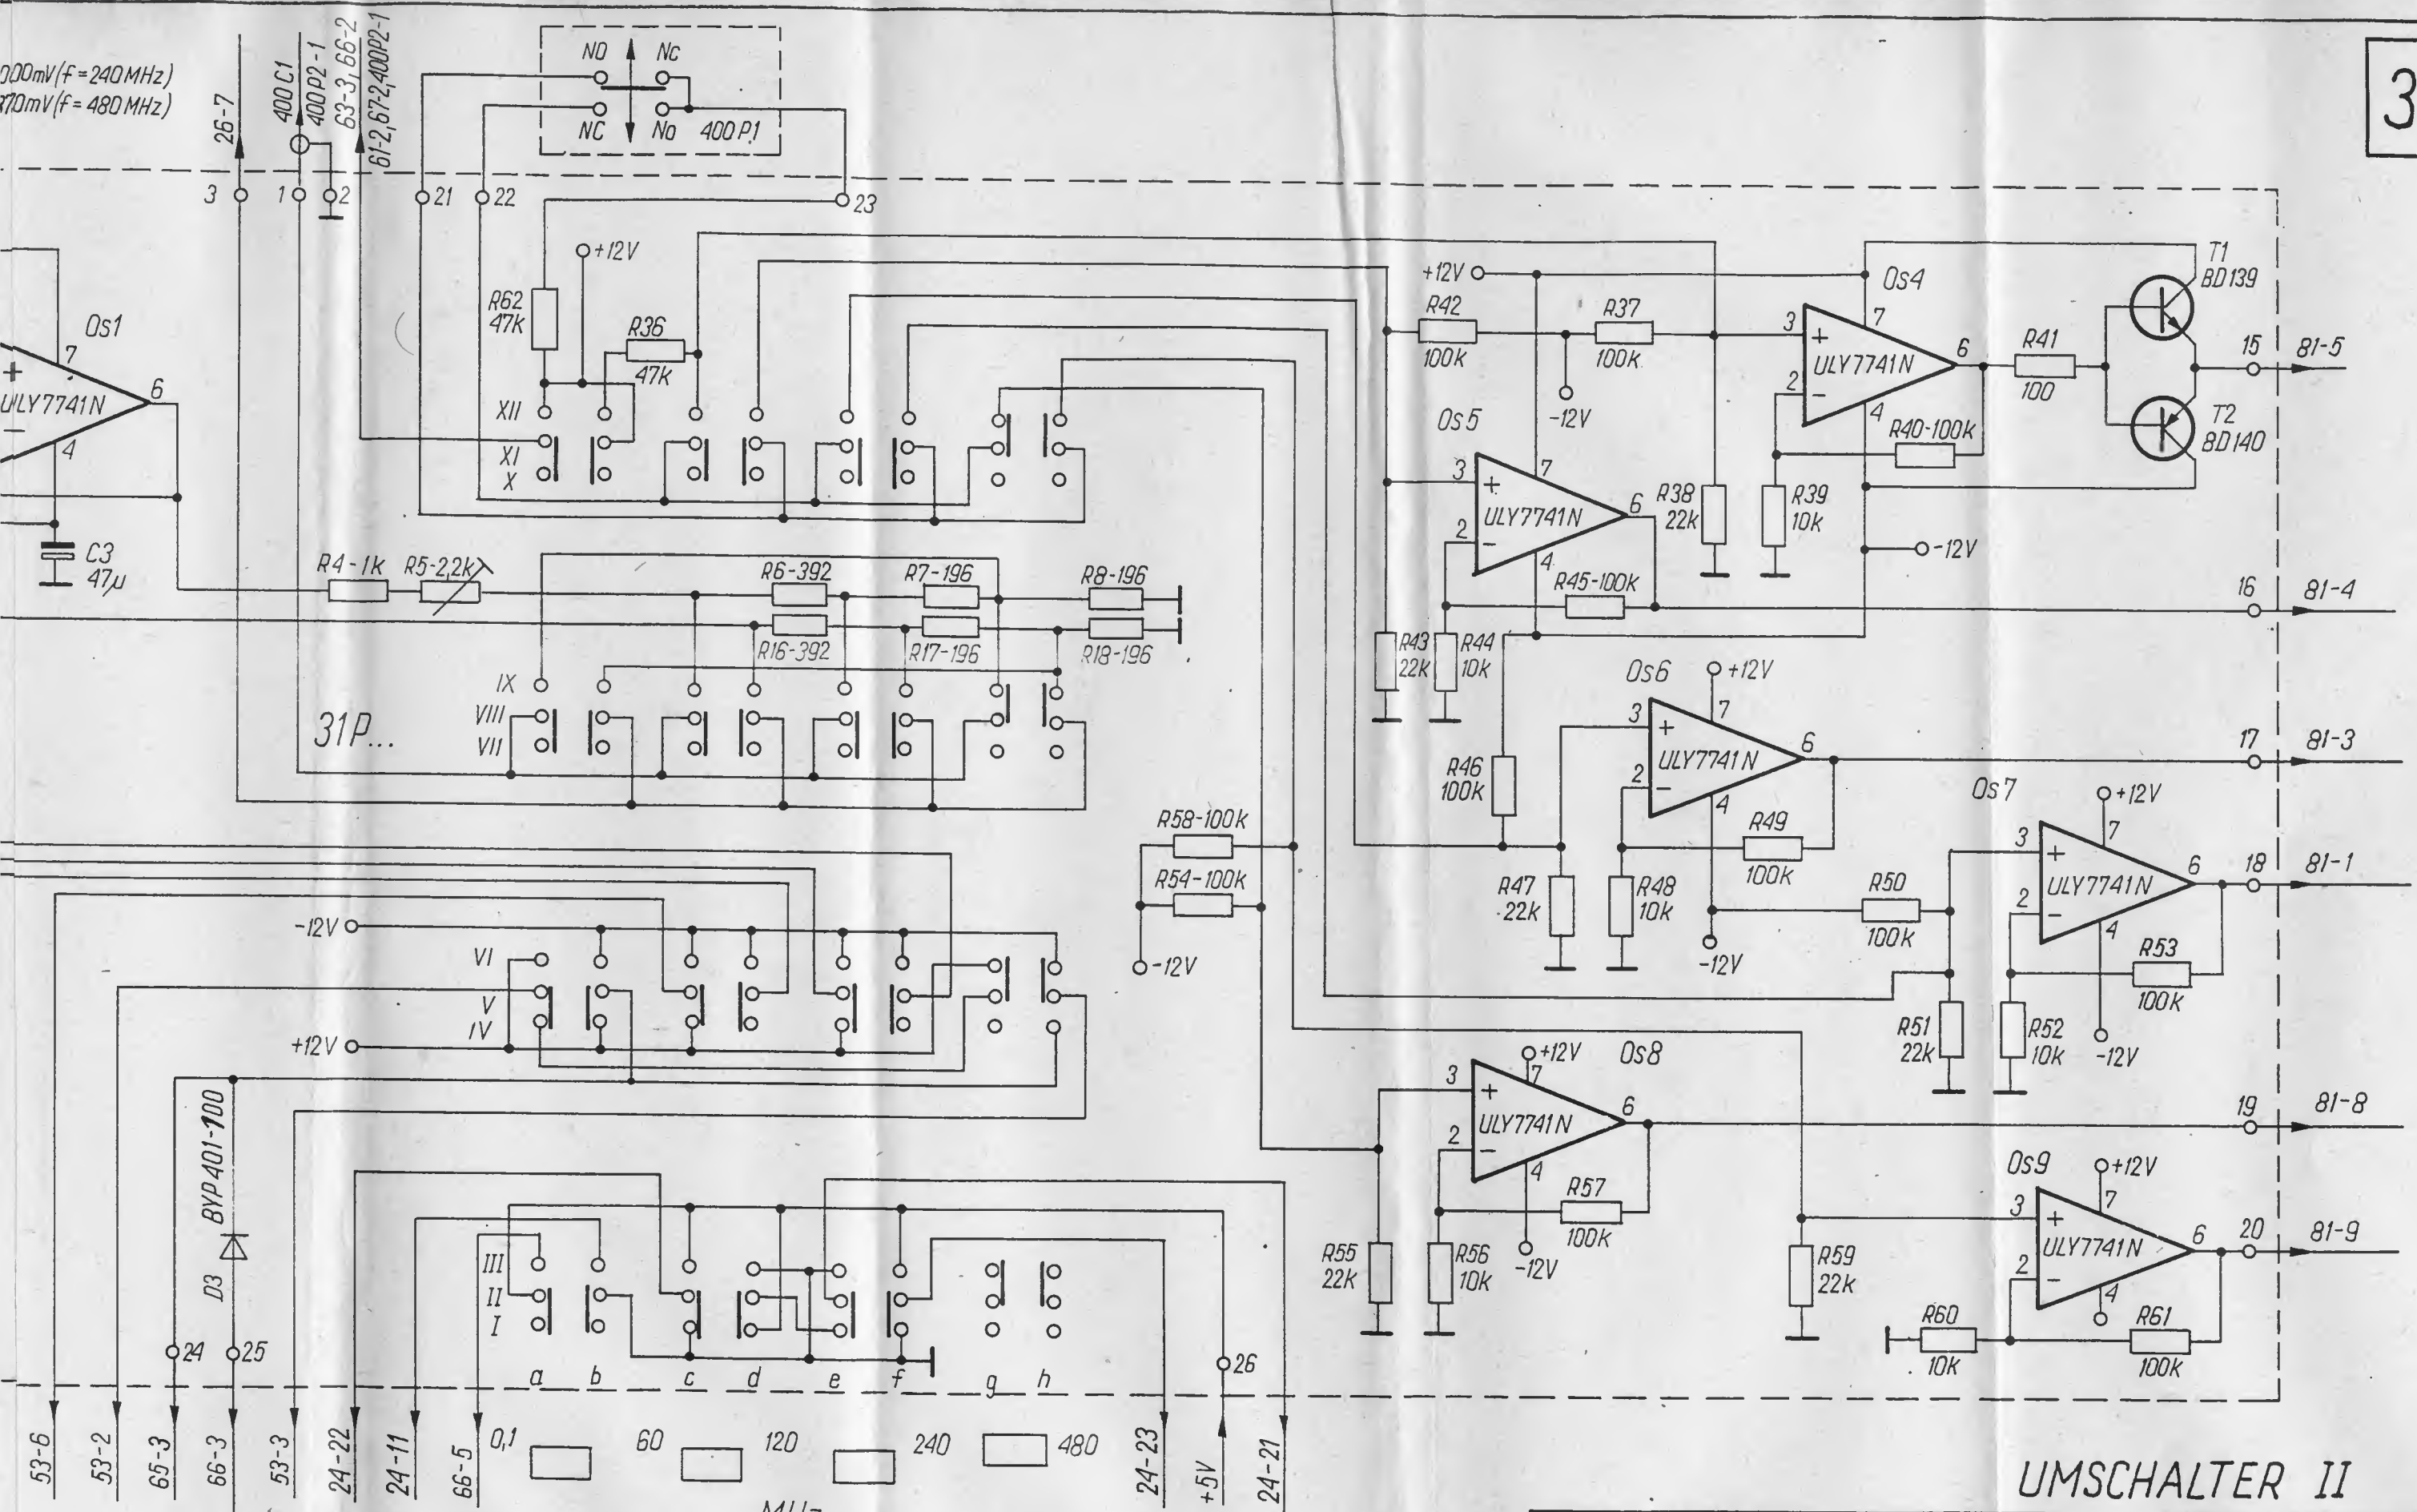 000mV(f=240MHz)
370mV(f=480MHz)
26-7
400 C1
400P2-1
63-3, 66-2
61-2,67-2,400P2-1
NO NC
NC No 400P1
3
3 1 2 21 22 23
+12V
R62
47K
R36
47K
XII
XI
X
Os1
7
+
6
ULY7741N
-
4
C3
47µ
R4-1K R5-2,2k R6-392 R7-196 R8-196
R16-392 R17-196 R18-196
IX
VIII
VII
31P...
+12V
R42
100K
R37
100K
-12V
Os4
3 + 7
ULY7741N
6
2 - 4
R41
100
T1
BD139
T2
BD140
15 81-5
R40-100K
R38
22K
R39
10K
-12V
Os5
3 + 7
ULY7741N
6
2 - 4
R45-100K
16 81-4
R43
22K
R44
10K
Os6
+12V
3 + 7
ULY7741N
6
2 - 4
17 81-3
R46
100K
R49
100K
R47
22K
R48
10K
-12V
R50
100K
Os7
+12V
3 + 7
ULY7741N
6
2 - 4
18 81-1
R53
100K
R51
22K
R52
10K
-12V
R58-100K
R54-100K
-12V
-12V
VI
V
IV
+12V
BYP401-100
D3
24 25
Os8
+12V
3 + 7
ULY7741N
6
2 - 4
19 81-8
R57
100K
R55
22K
R56
10K
-12V
Os9
+12V
3 + 7
ULY7741N
6
2 - 4
20 81-9
R59
22K
R60
10K
R61
100K
III
II
I
26
a b c d e f g h
53-6
53-2
65-3
66-3
53-3
24-22
24-11
66-5
0,1 60 120 240 480
24-23
+5V
24-21
MHz
UMSCHALTER II